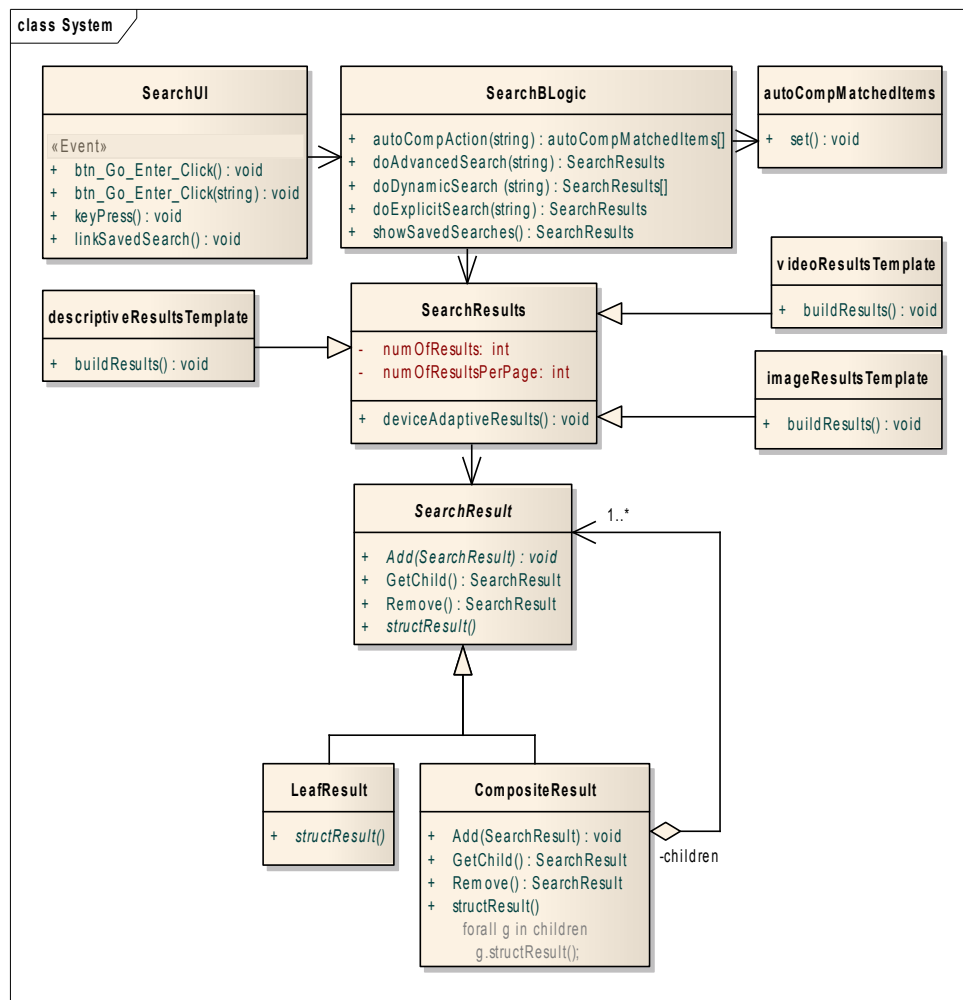 class System
SearchUI
«Event»
+ btn_Go_Enter_Click() : void
+ btn_Go_Enter_Click(string) : void
+ keyPress() : void
+ linkSavedSearch() : void
SearchBLogic
+ autoCompAction(string) : autoCompMatchedItems[]
+ doAdvancedSearch(string) : SearchResults
+ doDynamicSearch (string) : SearchResults[]
+ doExplicitSearch(string) : SearchResults
+ showSavedSearches() : SearchResults
autoCompMatchedItems
+ set() : void
descriptiveResultsTemplate
+ buildResults() : void
SearchResults
- numOfResults: int
- numOfResultsPerPage: int
+ deviceAdaptiveResults() : void
videoResultsTemplate
+ buildResults() : void
imageResultsTemplate
+ buildResults() : void
SearchResult
+ Add(SearchResult) : void
+ GetChild() : SearchResult
+ Remove() : SearchResult
+ structResult()
1..*
LeafResult
+ structResult()
CompositeResult
+ Add(SearchResult) : void
+ GetChild() : SearchResult
+ Remove() : SearchResult
+ structResult()
forall g in children
g.structResult();
-children